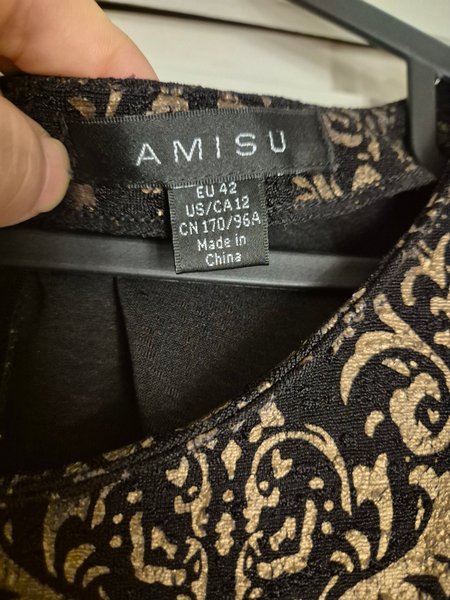 AMISU
EU 42
US/CA 12
CN 170/96A
Made in
China